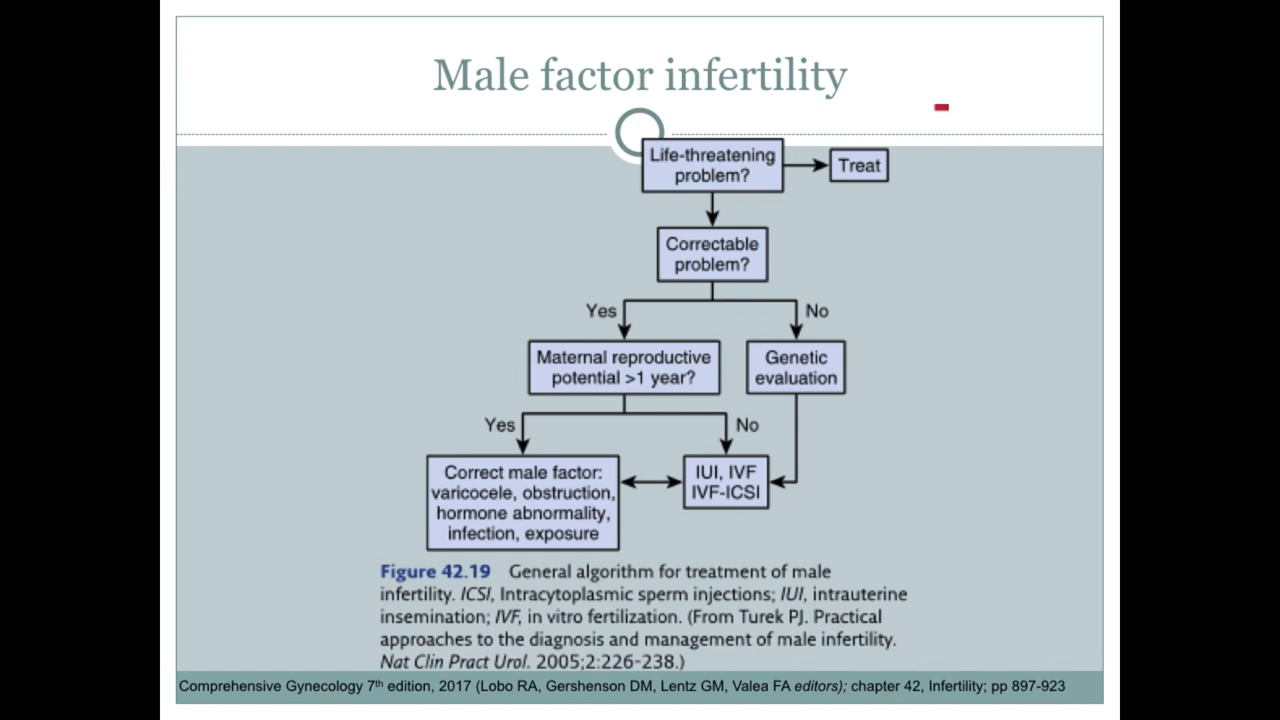 Male factor infertility
Life-threatening
problem?
Treat
Correctable
problem?
Yes
No
Maternal reproductive
potential >1 year?
Genetic
evaluation
Yes
No
Correct male factor:
varicocele, obstruction,
hormone abnormality,
infection, exposure
IUI, IVF
IVF-ICSI
Figure 42.19 General algorithm for treatment of male
infertility. ICSI, Intracytoplasmic sperm injections; IUI, intrauterine
insemination; IVF, in vitro fertilization. (From Turek PJ. Practical
approaches to the diagnosis and management of male infertility.
Nat Clin Pract Urol. 2005;2:226-238.)
Comprehensive Gynecology 7th edition, 2017 (Lobo RA, Gershenson DM, Lentz GM, Valea FA editors); chapter 42, Infertility; pp 897-923